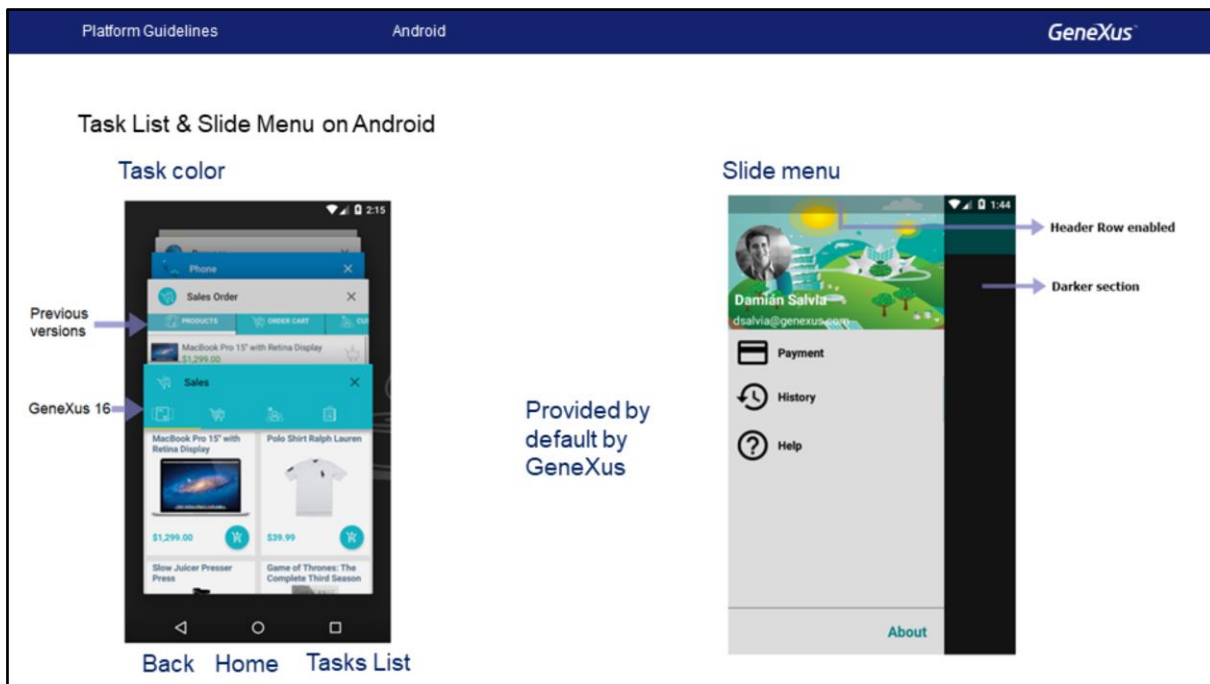 Platform Guidelines
Android
GeneXus™
Task List & Slide Menu on Android
Task color
2:15
Phone
Sales Order
PRODUCTS
ORDER CART
MacBook Pro 15" with Retina Display
$1,299.00
Previous
versions
Sales
GeneXus 16
MacBook Pro 15" with
Retina Display
Polo Shirt Ralph Lauren
$1,299.00
$39.99
Slow Juicer Presser
Press
Game of Thrones: The
Complete Third Season
Back
Home
Tasks List
Provided by
default by
GeneXus
Slide menu
1:44
Header Row enabled
Darker section
Damián Salvia
dsalvia@genexus.com
Payment
History
Help
About